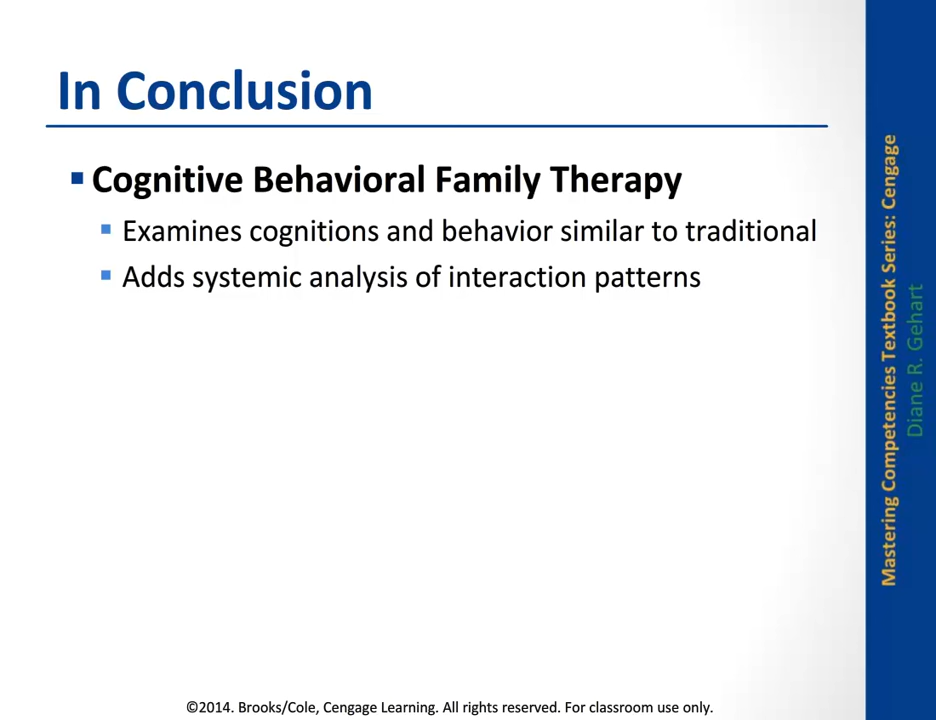 In Conclusion
Cognitive Behavioral Family Therapy
Examines cognitions and behavior similar to traditional
Adds systemic analysis of interaction patterns
Mastering Competencies Textbook Series: Cengage
Diane R. Gehart
©2014. Brooks/Cole, Cengage Learning. All rights reserved. For classroom use only.